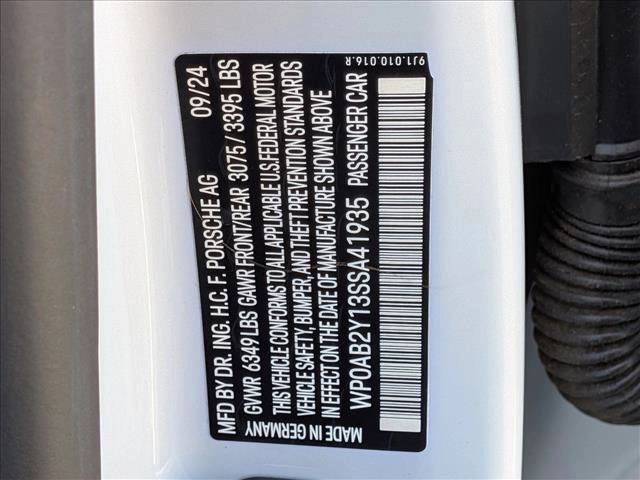 MFD BY DR. ING. H.C. F. PORSCHE AG 09/24
GVWR 6349 LBS GAWR FRONT/REAR 3075 / 3395 LBS
THIS VEHICLE CONFORMS TO ALL APPLICABLE U.S. FEDERAL MOTOR
VEHICLE SAFETY, BUMPER, AND THEFT PREVENTION STANDARDS
IN EFFECT ON THE DATE OF MANUFACTURE SHOWN ABOVE
WP0AB2Y13SSA41935 PASSENGER CAR
MADE IN GERMANY
9J1.010.016.R